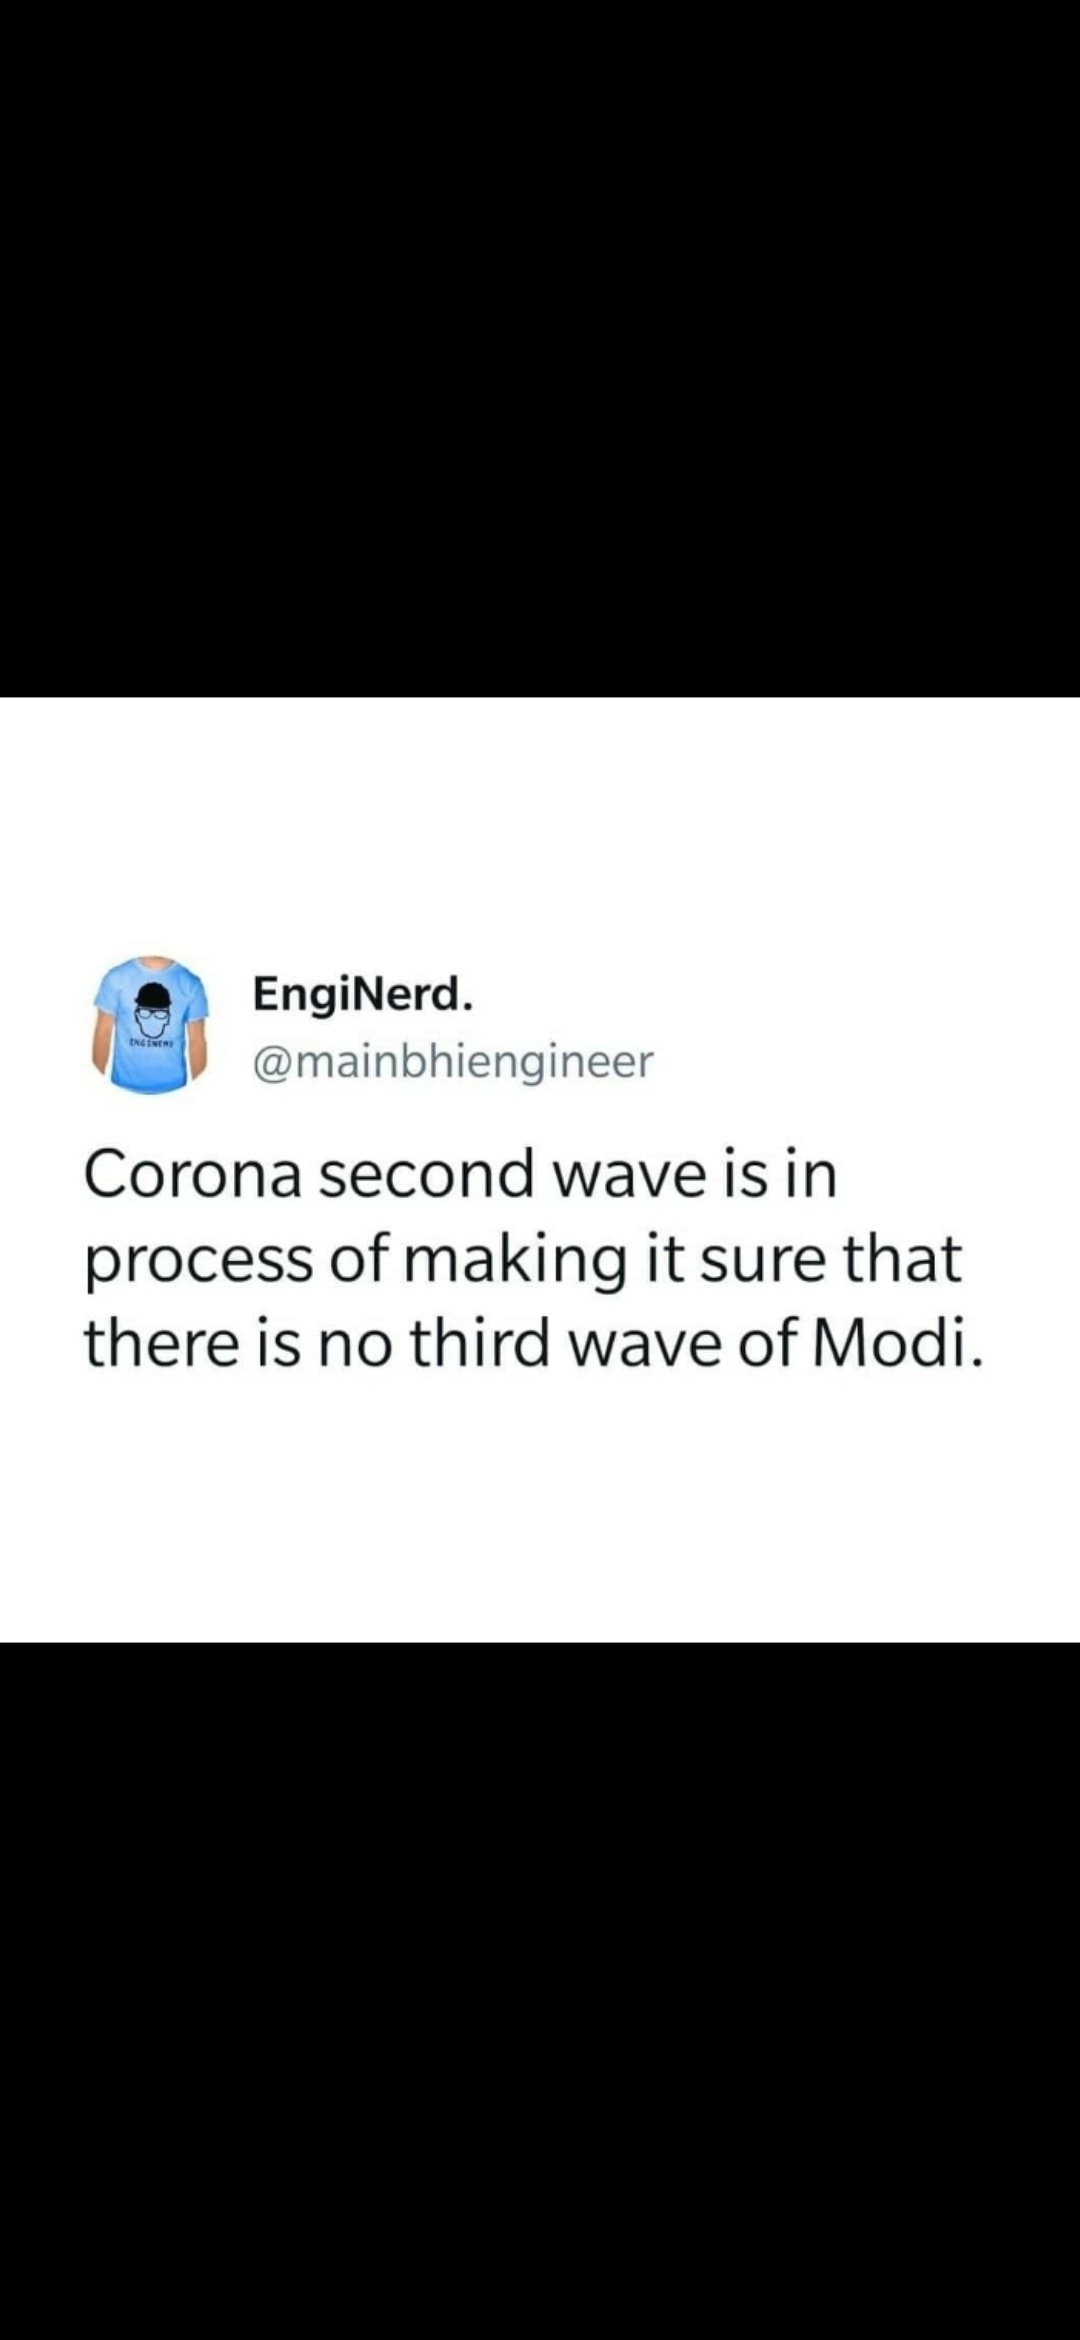 EngiNerd.
@mainbhiengineer
ENGINERD
Corona second wave is in
process of making it sure that
there is no third wave of Modi.